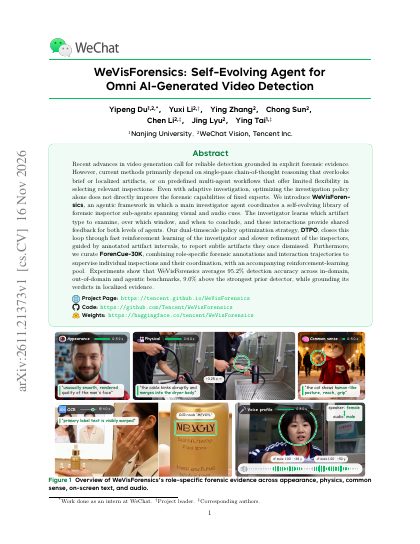 WeChat
WeVisForensics: Self-Evolving Agent for
Omni AI-Generated Video Detection
Yipeng Du1,2,*, Yuxi Li2,‡ Ying Zhang2 Chong Sun2,
Chen Li2,‡ Jing Lyu2, Ying Tai1,‡
1Nanjing University. 2WeChat Vision, Tencent Inc.
arXiv:2611.21373v1 [cs.CV] 16 Nov 2026
Abstract
Recent advances in video generation call for reliable detection grounded in explicit forensic evidence.
However, current methods primarily depend on single-pass chain-of-thought reasoning that overlooks
brief or localized artifacts, or on predefined multi-agent workflows that offer limited flexibility in
selecting relevant inspections. Even with adaptive investigation, optimizing the investigation policy
alone does not directly improve the forensic capabilities of fixed experts. We introduce WeVisForen-
sics, an agentic framework in which a main investigator agent coordinates a self-evolving library of
forensic inspector sub-agents spanning visual and audio cues. The investigator learns which artifact
types to examine, over which window, and when to conclude, and these interactions provide shared
feedback for both levels of agents. Our dual-timescale policy optimization strategy, DTPO, closes this
loop through fast reinforcement learning of the investigator and slower refinement of the inspectors,
guided by annotated artifact intervals, to report subtle artifacts they once dismissed. Furthermore,
we curate ForenCue-30K, combining role-specific forensic annotations and interaction trajectories to
supervise individual inspections and their coordination, with an accompanying reinforcement-learning
pool. Experiments show that WeVisForensics averages 95.2% detection accuracy across in-domain,
out-of-domain and agentic benchmarks, 9.0% above the strongest prior detector, while grounding its
verdicts in localized evidence.
Project Page: https://tencent.github.io/WeVisForensics
Code: https://github.com/Tencent/WeVisForensics
Weights: https://huggingface.co/tencent/WeVisForensics
Appearance
"unusually smooth, rendered
quality of the man's face"
Physical
"the cable bends abruptly and
merges into the dryer body"
Common sense
"the cat shows human-like
posture, reach, grip"
OCR
"primary label text is visibly merged"
Voice profile
speaker: female
audio: male
Figure 1 Overview of WeVisForensics's role-specific forensic evidence across appearance, physics, common
sense, on-screen text, and audio.
*Work done as an intern at WeChat. †Project leader. ‡Corresponding authors.
1